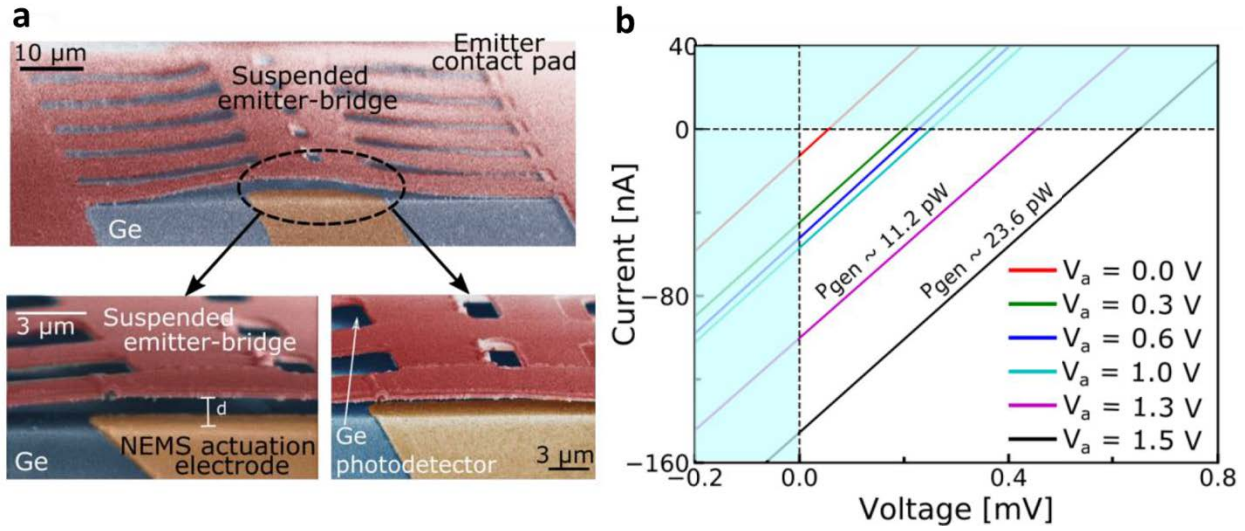 a
10 μm
Emitter
contact pad
Suspended
emitter-bridge
Ge
3 μm
Suspended
emitter-bridge
d
NEMS actuation
electrode
Ge
Ge
photodetector
3 μm
b
40
0
−80
−160
Current [nA]
Pgen ~ 11.2 pW
Pgen ~ 23.6 pW
Va = 0.0 V
Va = 0.3 V
Va = 0.6 V
Va = 1.0 V
Va = 1.3 V
Va = 1.5 V
−0.2
0.0
0.4
0.8
Voltage [mV]